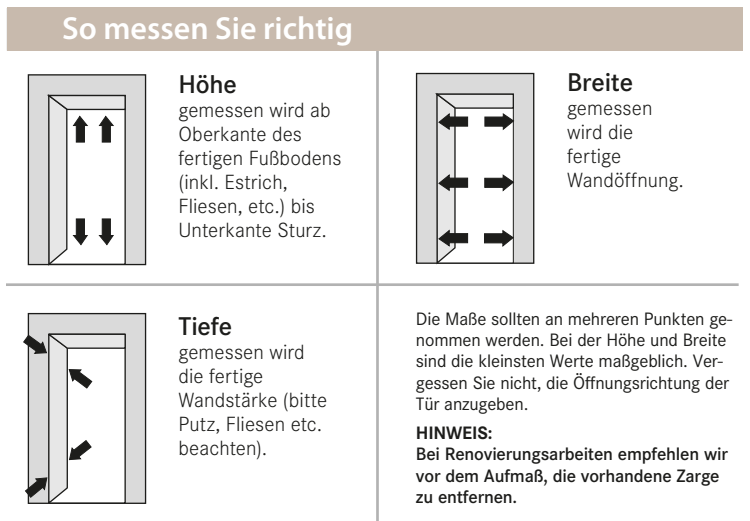 So messen Sie richtig
Höhe
gemessen wird ab
Oberkante des
fertigen Fußbodens
(inkl. Estrich,
Fliesen, etc.) bis
Unterkante Sturz.
Breite
gemessen
wird die
fertige
Wandöffnung.
Tiefe
gemessen wird
die fertige
Wandstärke (bitte
Putz, Fliesen etc.
beachten).
Die Maße sollten an mehreren Punkten ge-
nommen werden. Bei der Höhe und Breite
sind die kleinsten Werte maßgeblich. Ver-
gessen Sie nicht, die Öffnungsrichtung der
Tür anzugeben.
HINWEIS:
Bei Renovierungsarbeiten empfehlen wir
vor dem Aufmaß, die vorhandene Zarge
zu entfernen.